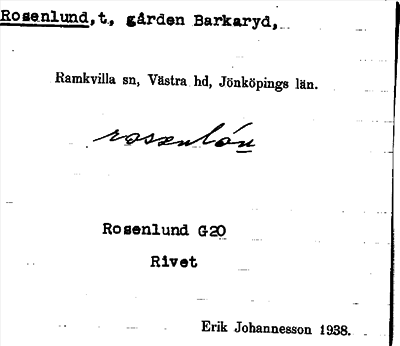 Rosenlund, t., gården Barkaryd,
Ramkvilla sn, Västra hd, Jönköpings län.
rosenlón
Rosenlund G20
Rivet
Erik Johannesson 1938.